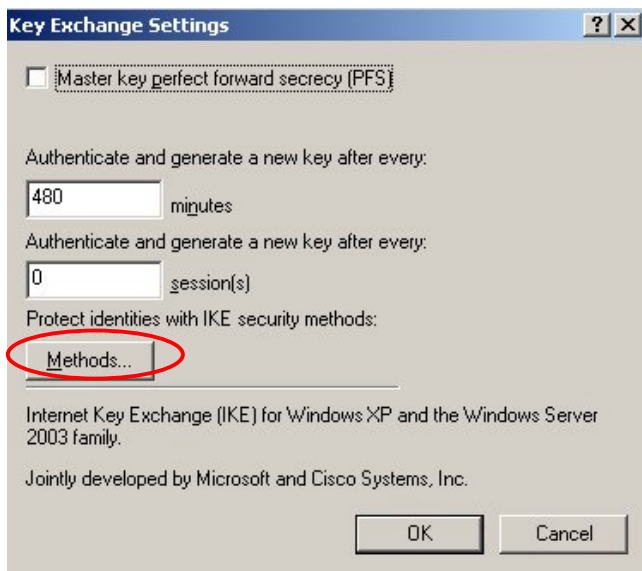 Key Exchange Settings
Master key perfect forward secrecy (PFS)
Authenticate and generate a new key after every:
480 minutes
Authenticate and generate a new key after every:
0 session(s)
Protect identities with IKE security methods:
Methods...
Internet Key Exchange (IKE) for Windows XP and the Windows Server
2003 family.
Jointly developed by Microsoft and Cisco Systems, Inc.
OK Cancel